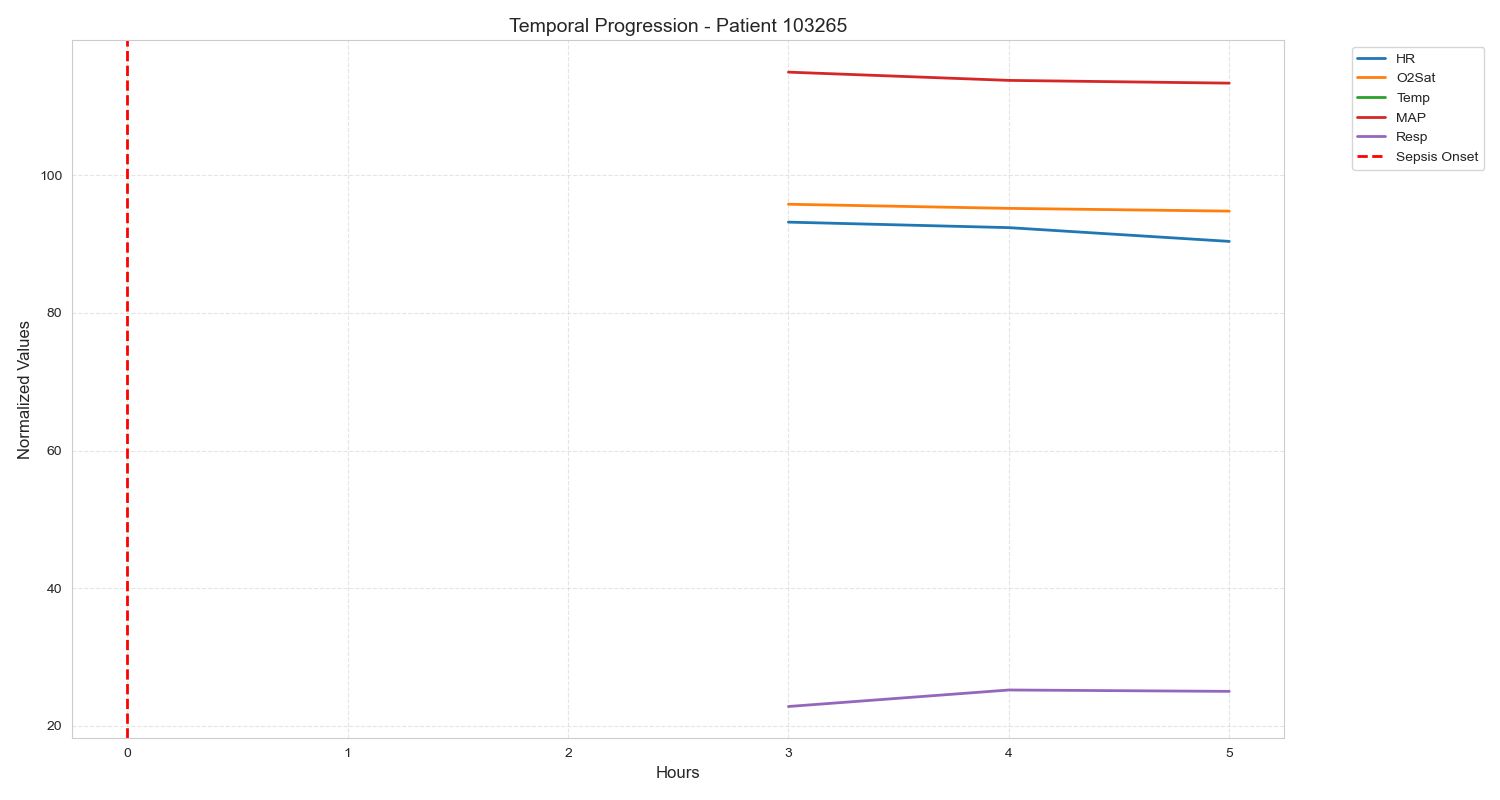 Temporal Progression - Patient 103265
HR
O2Sat
Temp
MAP
Resp
Sepsis Onset
Normalized Values
100
80
60
40
20
0
1
2
3
4
5
Hours